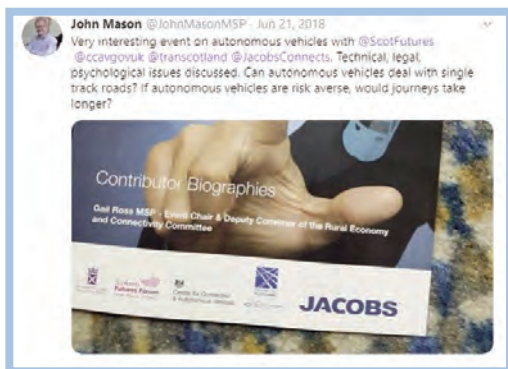 John Mason @JohnMasonMSP · Jun 21, 2018
Very interesting event on autonomous vehicles with @ScotFutures
@ccavgovuk @transcotland @JacobsConnects. Technical, legal,
psychological issues discussed. Can autonomous vehicles deal with single
track roads? If autonomous vehicles are risk averse, would journeys take
longer?
Contributor Biographies
Gail Ross MSP - Event Chair & Deputy Convener of the Rural Economy
and Connectivity Committee
Scotland's
Futures Forum
Centre for Connected
& Autonomous Vehicles
JACOBS